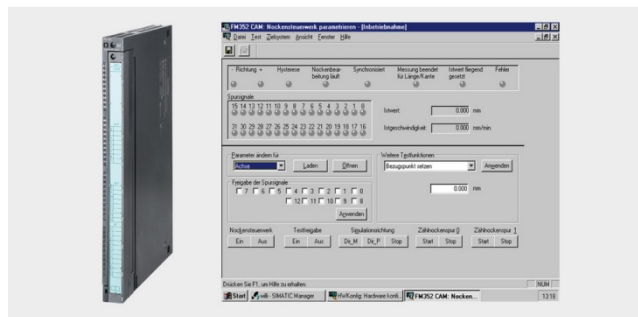 FM352 CAM: Nockensteuerwerk parametrieren - [Inbetriebnahme]
Datei Test Zielsystem Ansicht Fenster Hilfe
- Richtung + Hysterese Nockenbear-beitung läuft Synchronisiert Messung beendet für Länge/Kante Istwert fliegend gesetzt Fehler
Spursignale
15 14 13 12 11 10 9 8 7 6 5 4 3 2 1 0
Istwert: 0.000 mm
31 30 29 28 27 26 25 24 23 22 21 20 19 18 17 16
Istgeschwindigkeit: 0.000 mm/min
Parameter ändern für
Achse Laden Öffnen
Weitere Testfunktionen
Bezugspunkt setzen Anwenden
Freigabe der Spursignale
7 6 5 4 3 2 1 0
0.000 mm
12 11 10 9 8
Anwenden
Nockensteuerwerk Testfreigabe Simulationsrichtung Zählnockenspur 0 Zählnockenspur 1
Ein Aus Ein Aus Dir_M Dir_P Stop Start Stop Start Stop
Drücken Sie F1, um Hilfe zu erhalten. NUM
Start willi - SIMATIC Manager HWKonfig: Hardware konfi... FM352 CAM: Nocken... 13:18